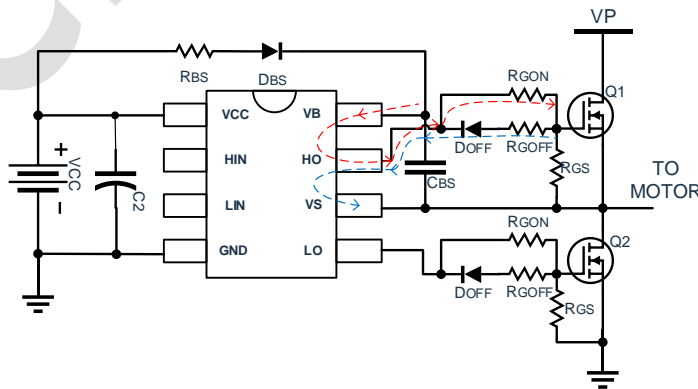 VP
RBS
DBS
RGON
Q1
VCC
VB
HIN
HO
DOFF
RGOFF
RGS
+
VCC
C2
CBS
TO
MOTOR
LIN
VS
RGON
GND
LO
Q2
DOFF
RGOFF
RGS